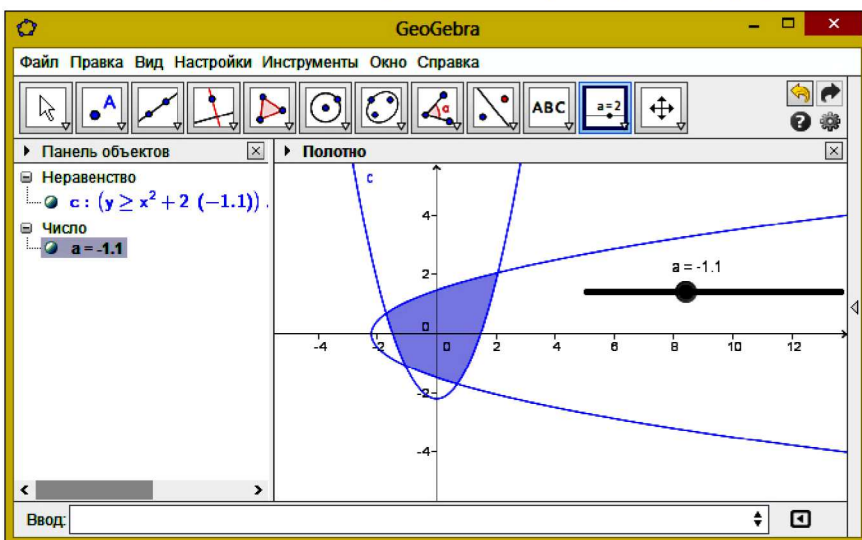 GeoGebra
Файл Правка Вид Настройки Инструменты Окно Справка
A α ABC a=2
Панель объектов
Полотно
Неравенство
c : (y ≥ x² + 2 (−1.1)) .
Число
a = -1.1
c
a = -1.1
4
2
0
-2
-4
-4 -2 0 2 4 6 8 10 12
Ввод: